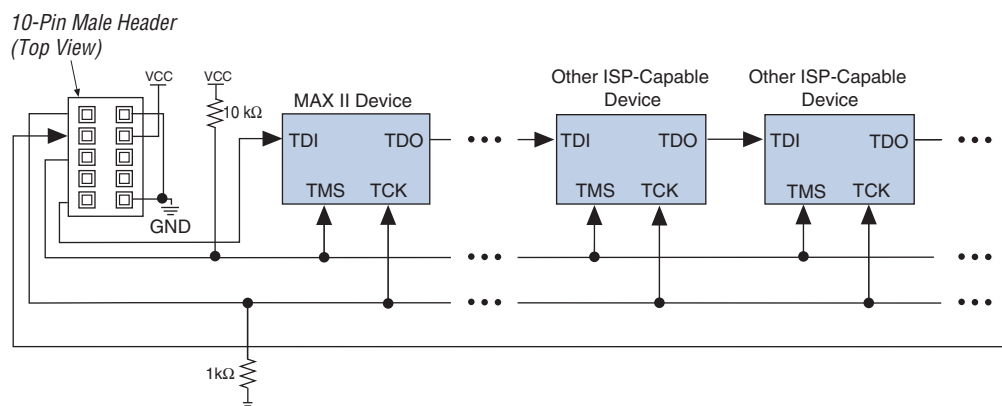 10-Pin Male Header
(Top View)
VCC
VCC
10 kΩ
MAX II Device
TDI
TDO
TMS
TCK
Other ISP-Capable
Device
TDI
TDO
TMS
TCK
Other ISP-Capable
Device
TDI
TDO
TMS
TCK
GND
1kΩ